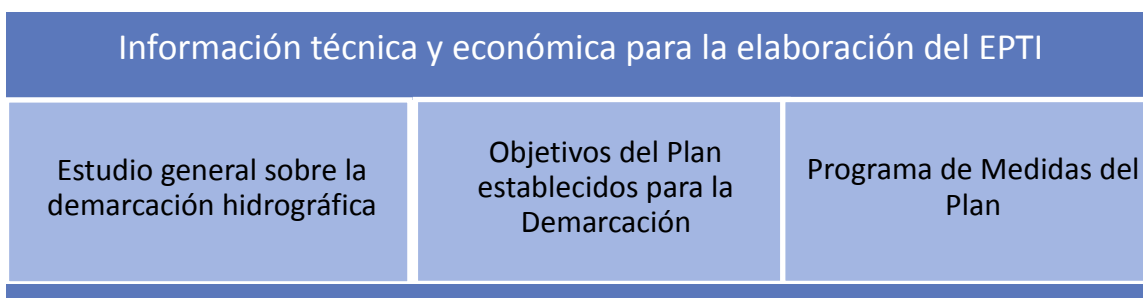 Información técnica y económica para la elaboración del EPTI
Estudio general sobre la
demarcación hidrográfica
Objetivos del Plan
establecidos para la
Demarcación
Programa de Medidas del
Plan